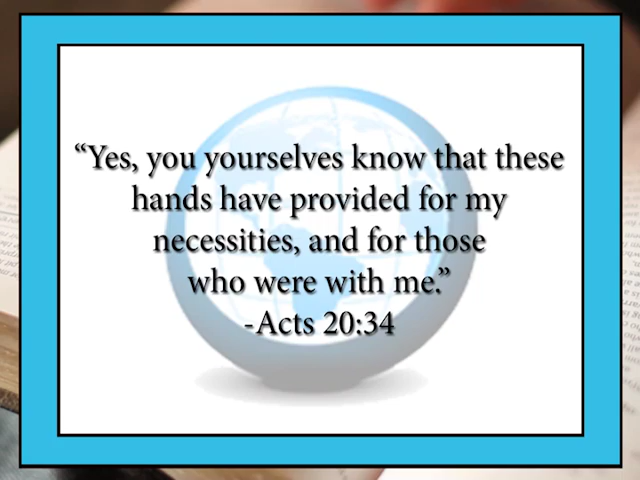 “Yes, you yourselves know that these
hands have provided for my
necessities, and for those
who were with me.”
-Acts 20:34